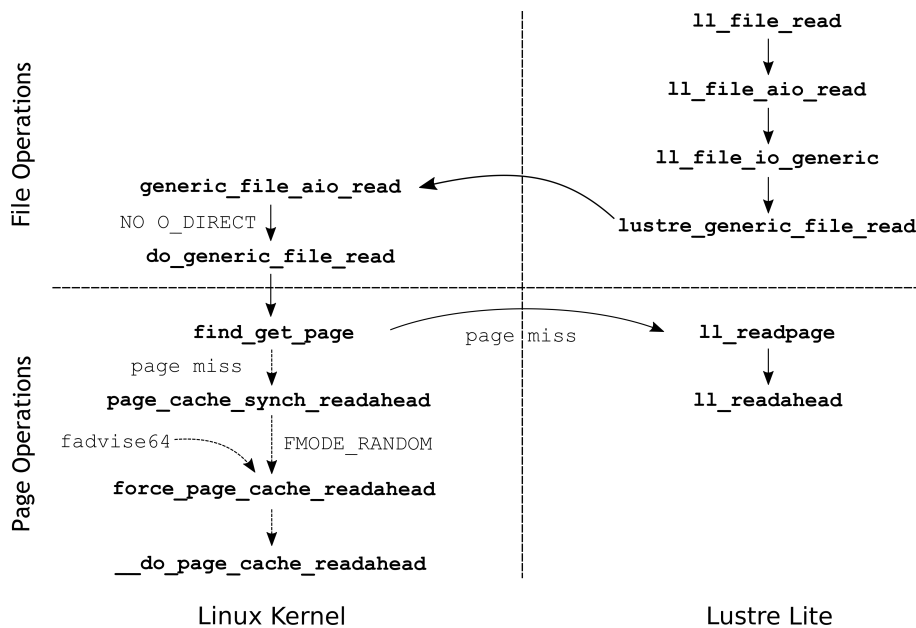 File Operations
ll_file_read
ll_file_aio_read
ll_file_io_generic
generic_file_aio_read
NO O_DIRECT
lustre_generic_file_read
do_generic_file_read
Page Operations
find_get_page
page miss
ll_readpage
page miss
page_cache_synch_readahead
ll_readahead
fadvise64
FMODE_RANDOM
force_page_cache_readahead
__do_page_cache_readahead
Linux Kernel
Lustre Lite